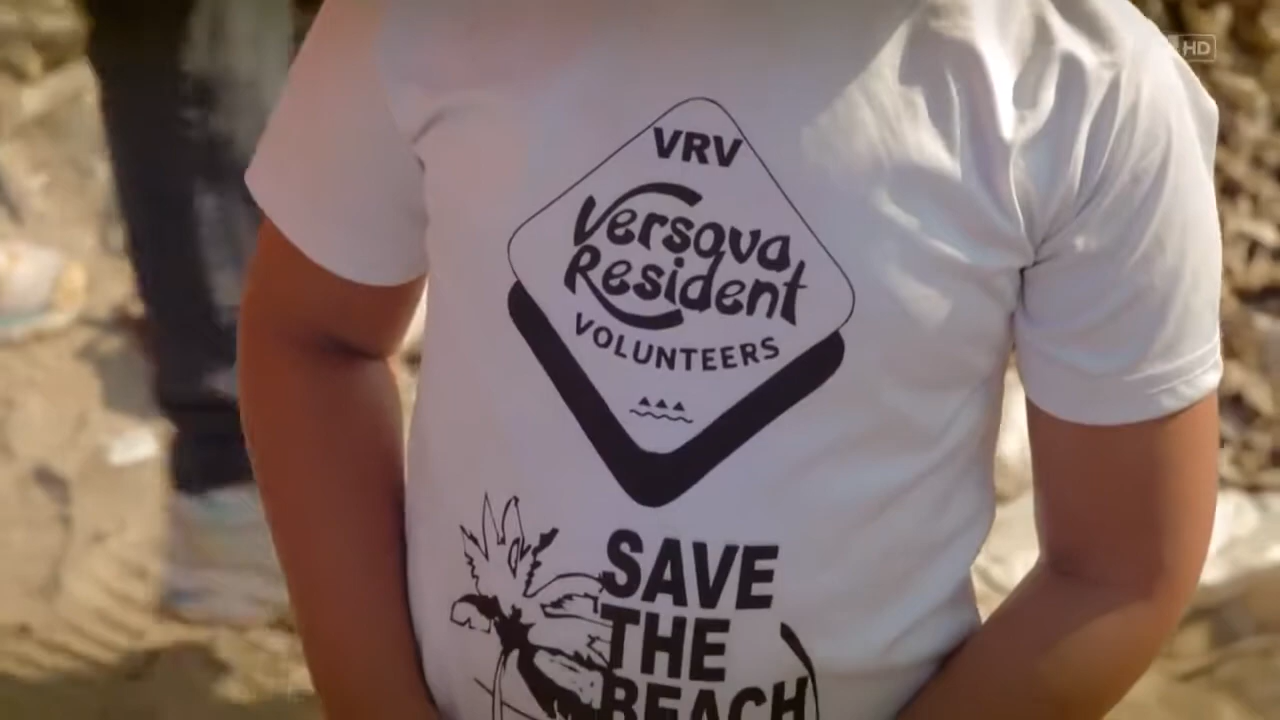 HD
VRV
Versova
Resident
VOLUNTEERS
SAVE
THE
BEACH